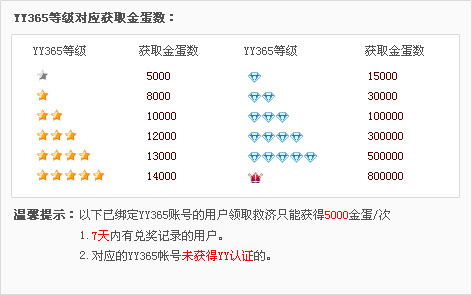 YY365等级对应获取金蛋数：
YY365等级 获取金蛋数 YY365等级 获取金蛋数
5000 15000
8000 30000
10000 100000
12000 300000
13000 500000
14000 800000
温馨提示：以下已绑定YY365账号的用户领取救济只能获得5000金蛋/次
1.7天内有兑奖记录的用户。
2.对应的YY365帐号未获得YY认证的。